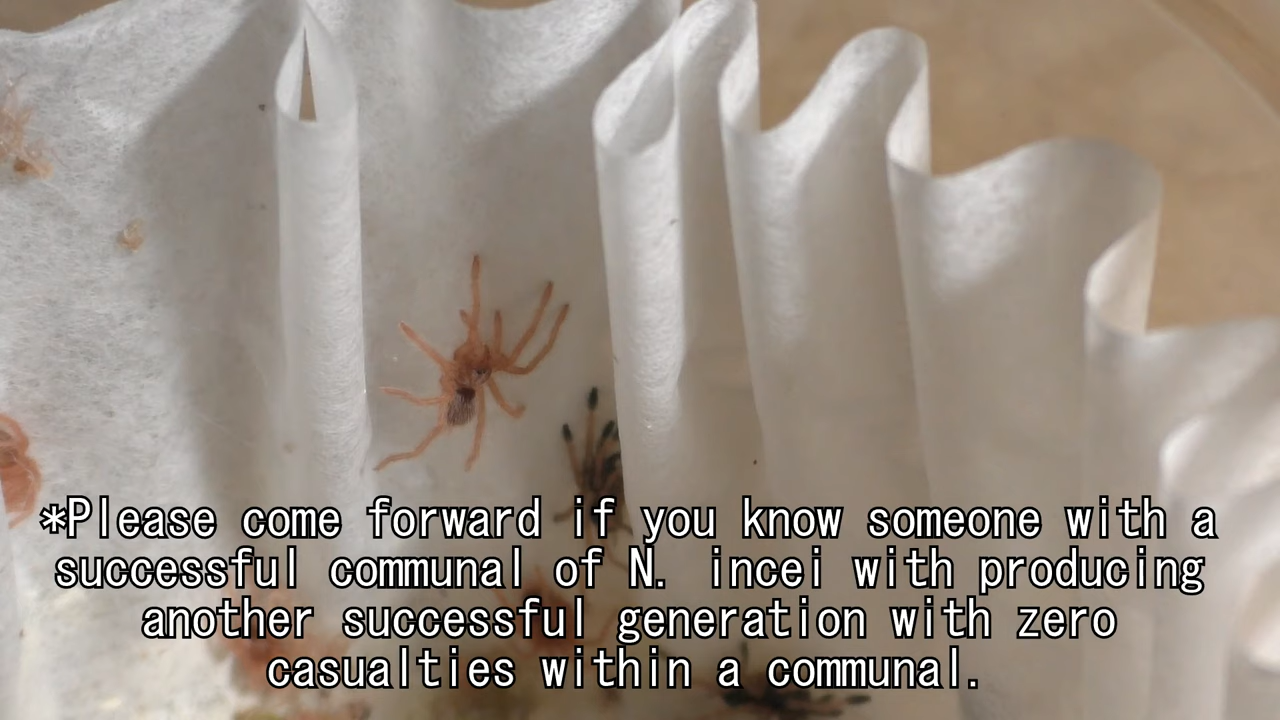 *Please come forward if you know someone with a
successful communal of N. incei with producing
another successful generation with zero
casualties within a communal.